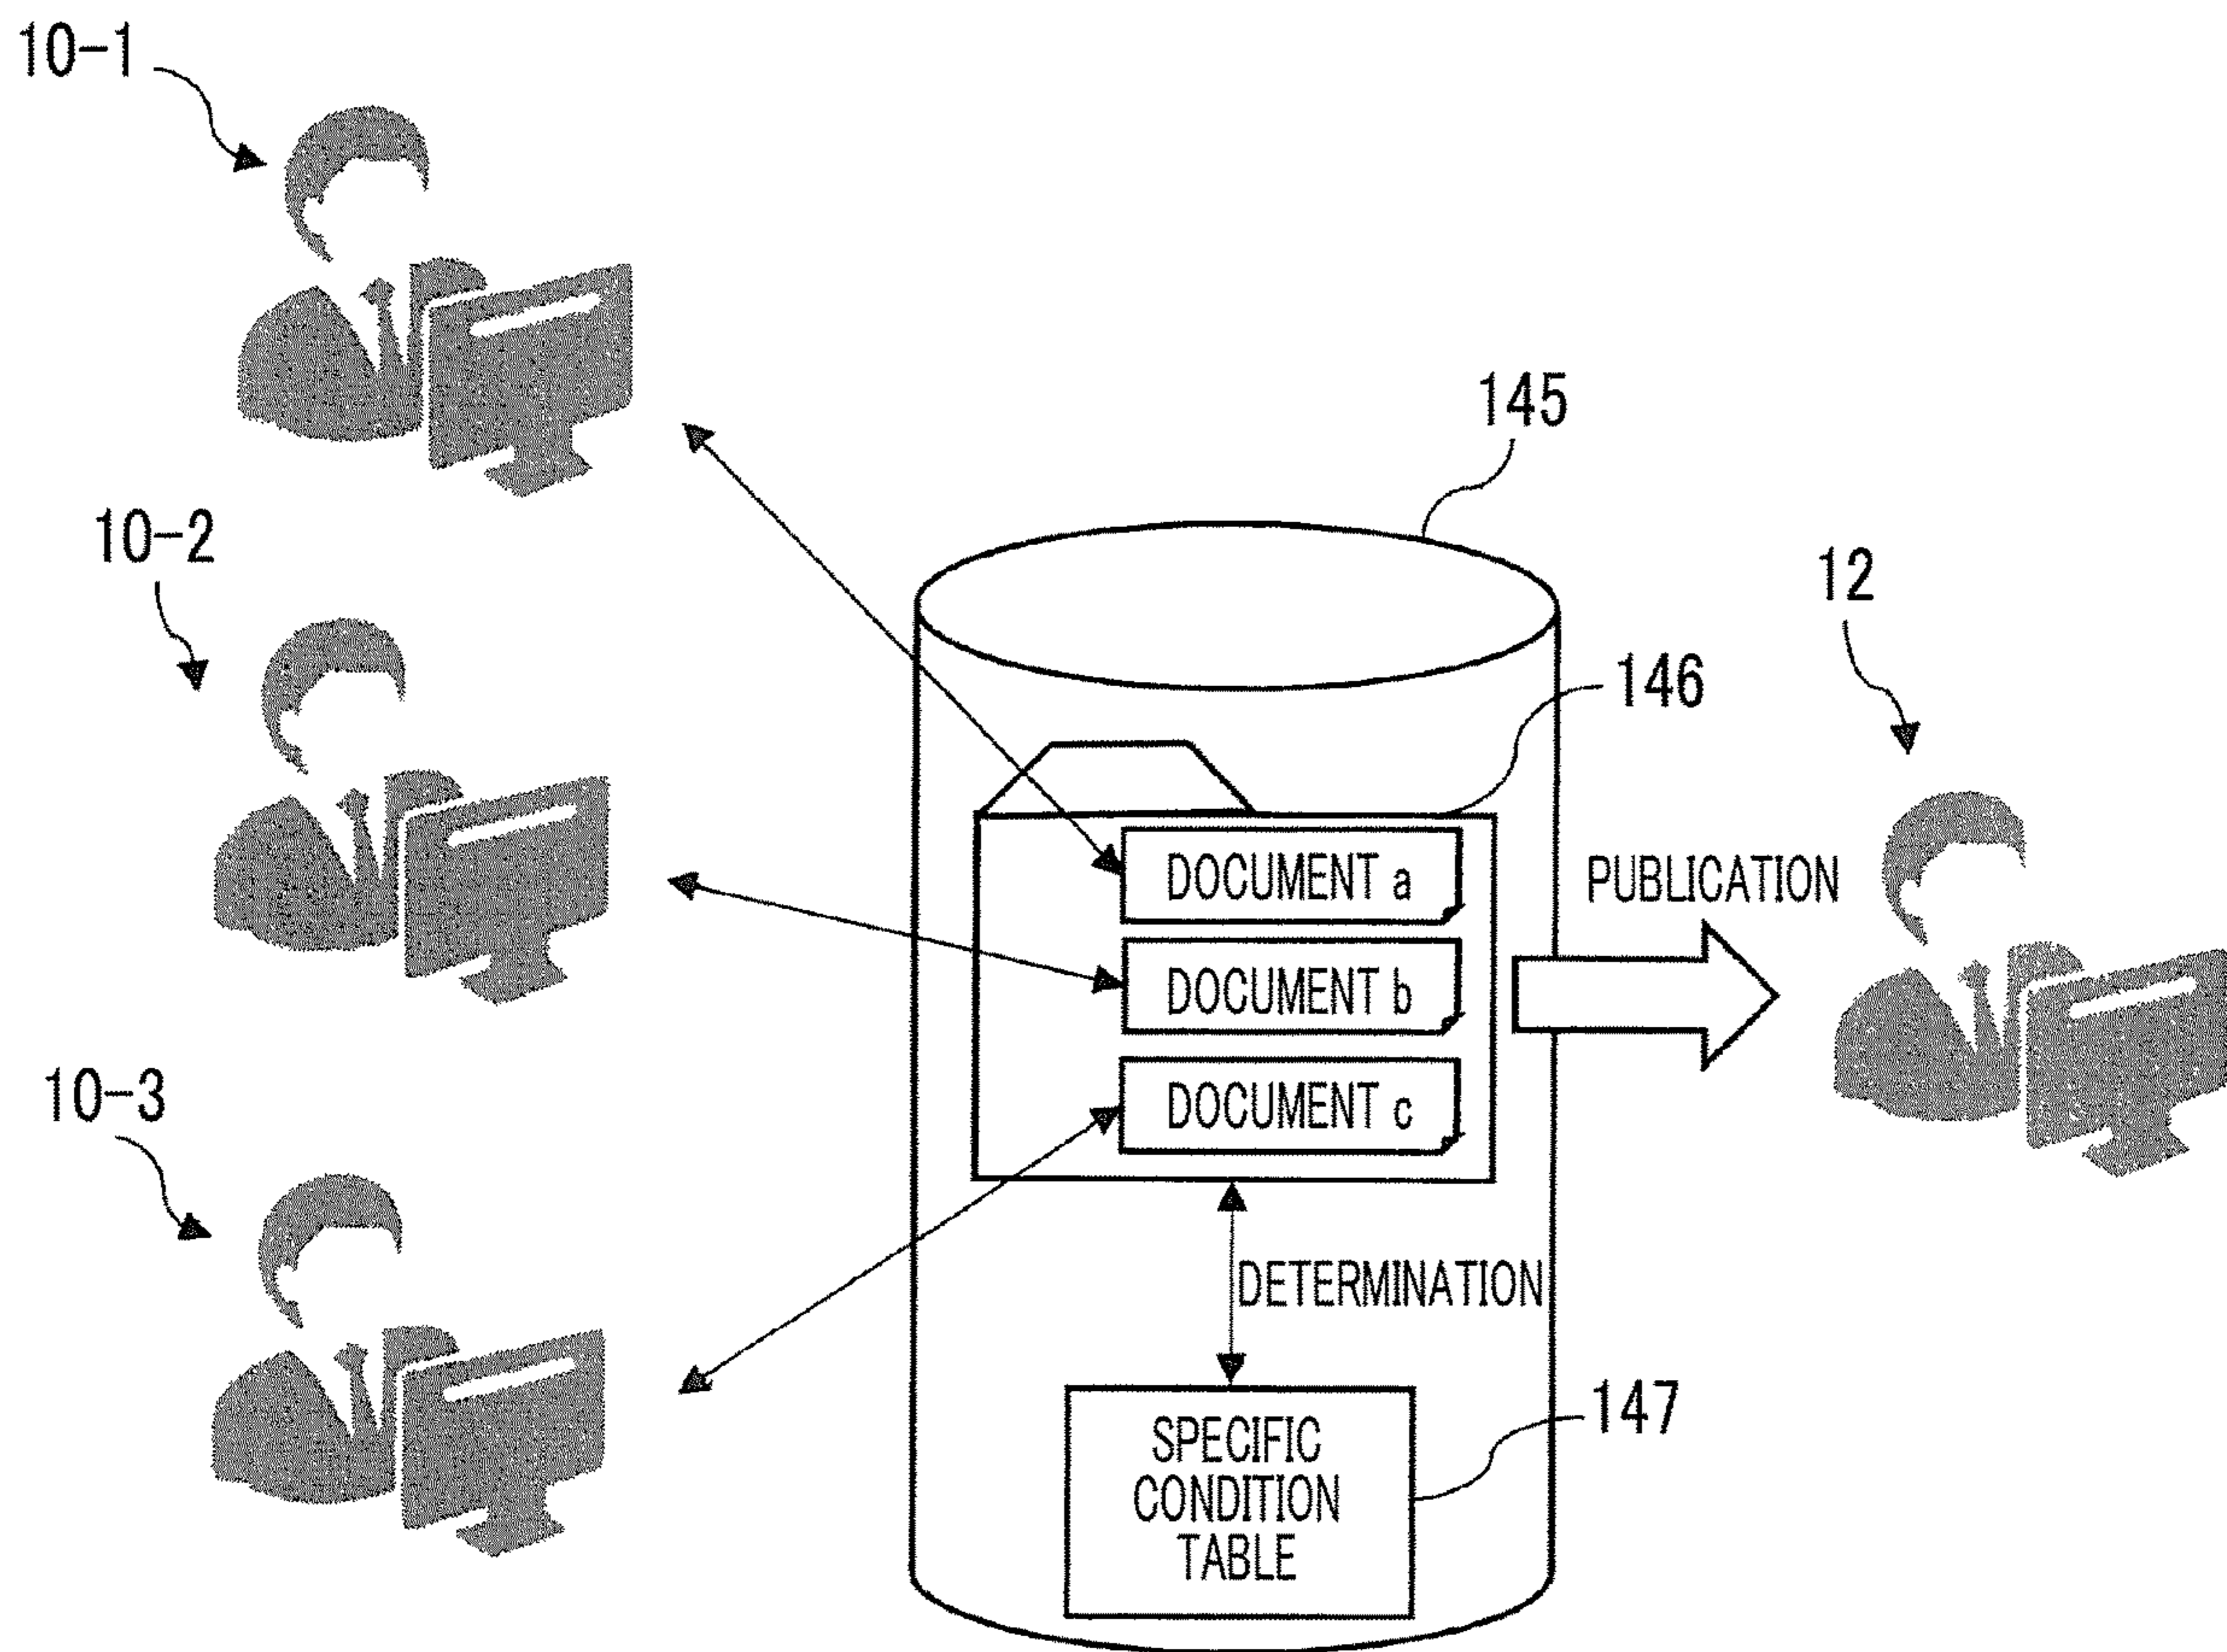 10-1
145
10-2
12
146
DOCUMENT a
PUBLICATION
DOCUMENT b
10-3
DOCUMENT c
DETERMINATION
147
SPECIFIC
CONDITION
TABLE